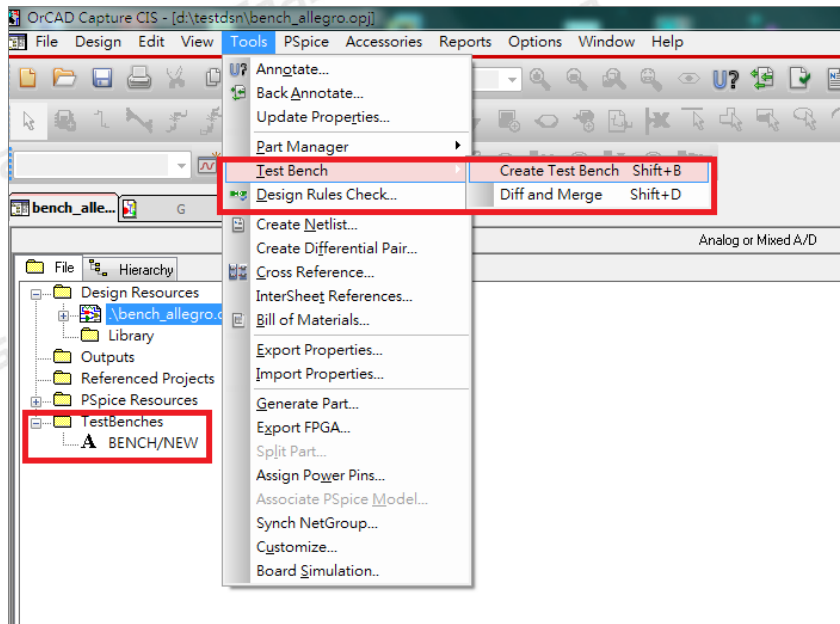 OrCAD Capture CIS - [d:\testdsn\bench_allegro.opj]
File Design Edit View Tools PSpice Accessories Reports Options Window Help
U?
Annotate...
Back Annotate...
Update Properties...
Part Manager
Test Bench
Create Test Bench Shift+B
Design Rules Check...
Diff and Merge Shift+D
bench_alle...
G
Create Netlist...
Create Differential Pair...
Analog or Mixed A/D
File Hierarchy
Cross Reference...
Design Resources
InterSheet References...
.\bench_allegro.
Bill of Materials...
Library
Outputs
Export Properties...
Referenced Projects
Import Properties...
PSpice Resources
Generate Part...
TestBenches
Export FPGA...
A BENCH/NEW
Split Part...
Assign Power Pins...
Associate PSpice Model...
Synch NetGroup...
Customize...
Board Simulation..